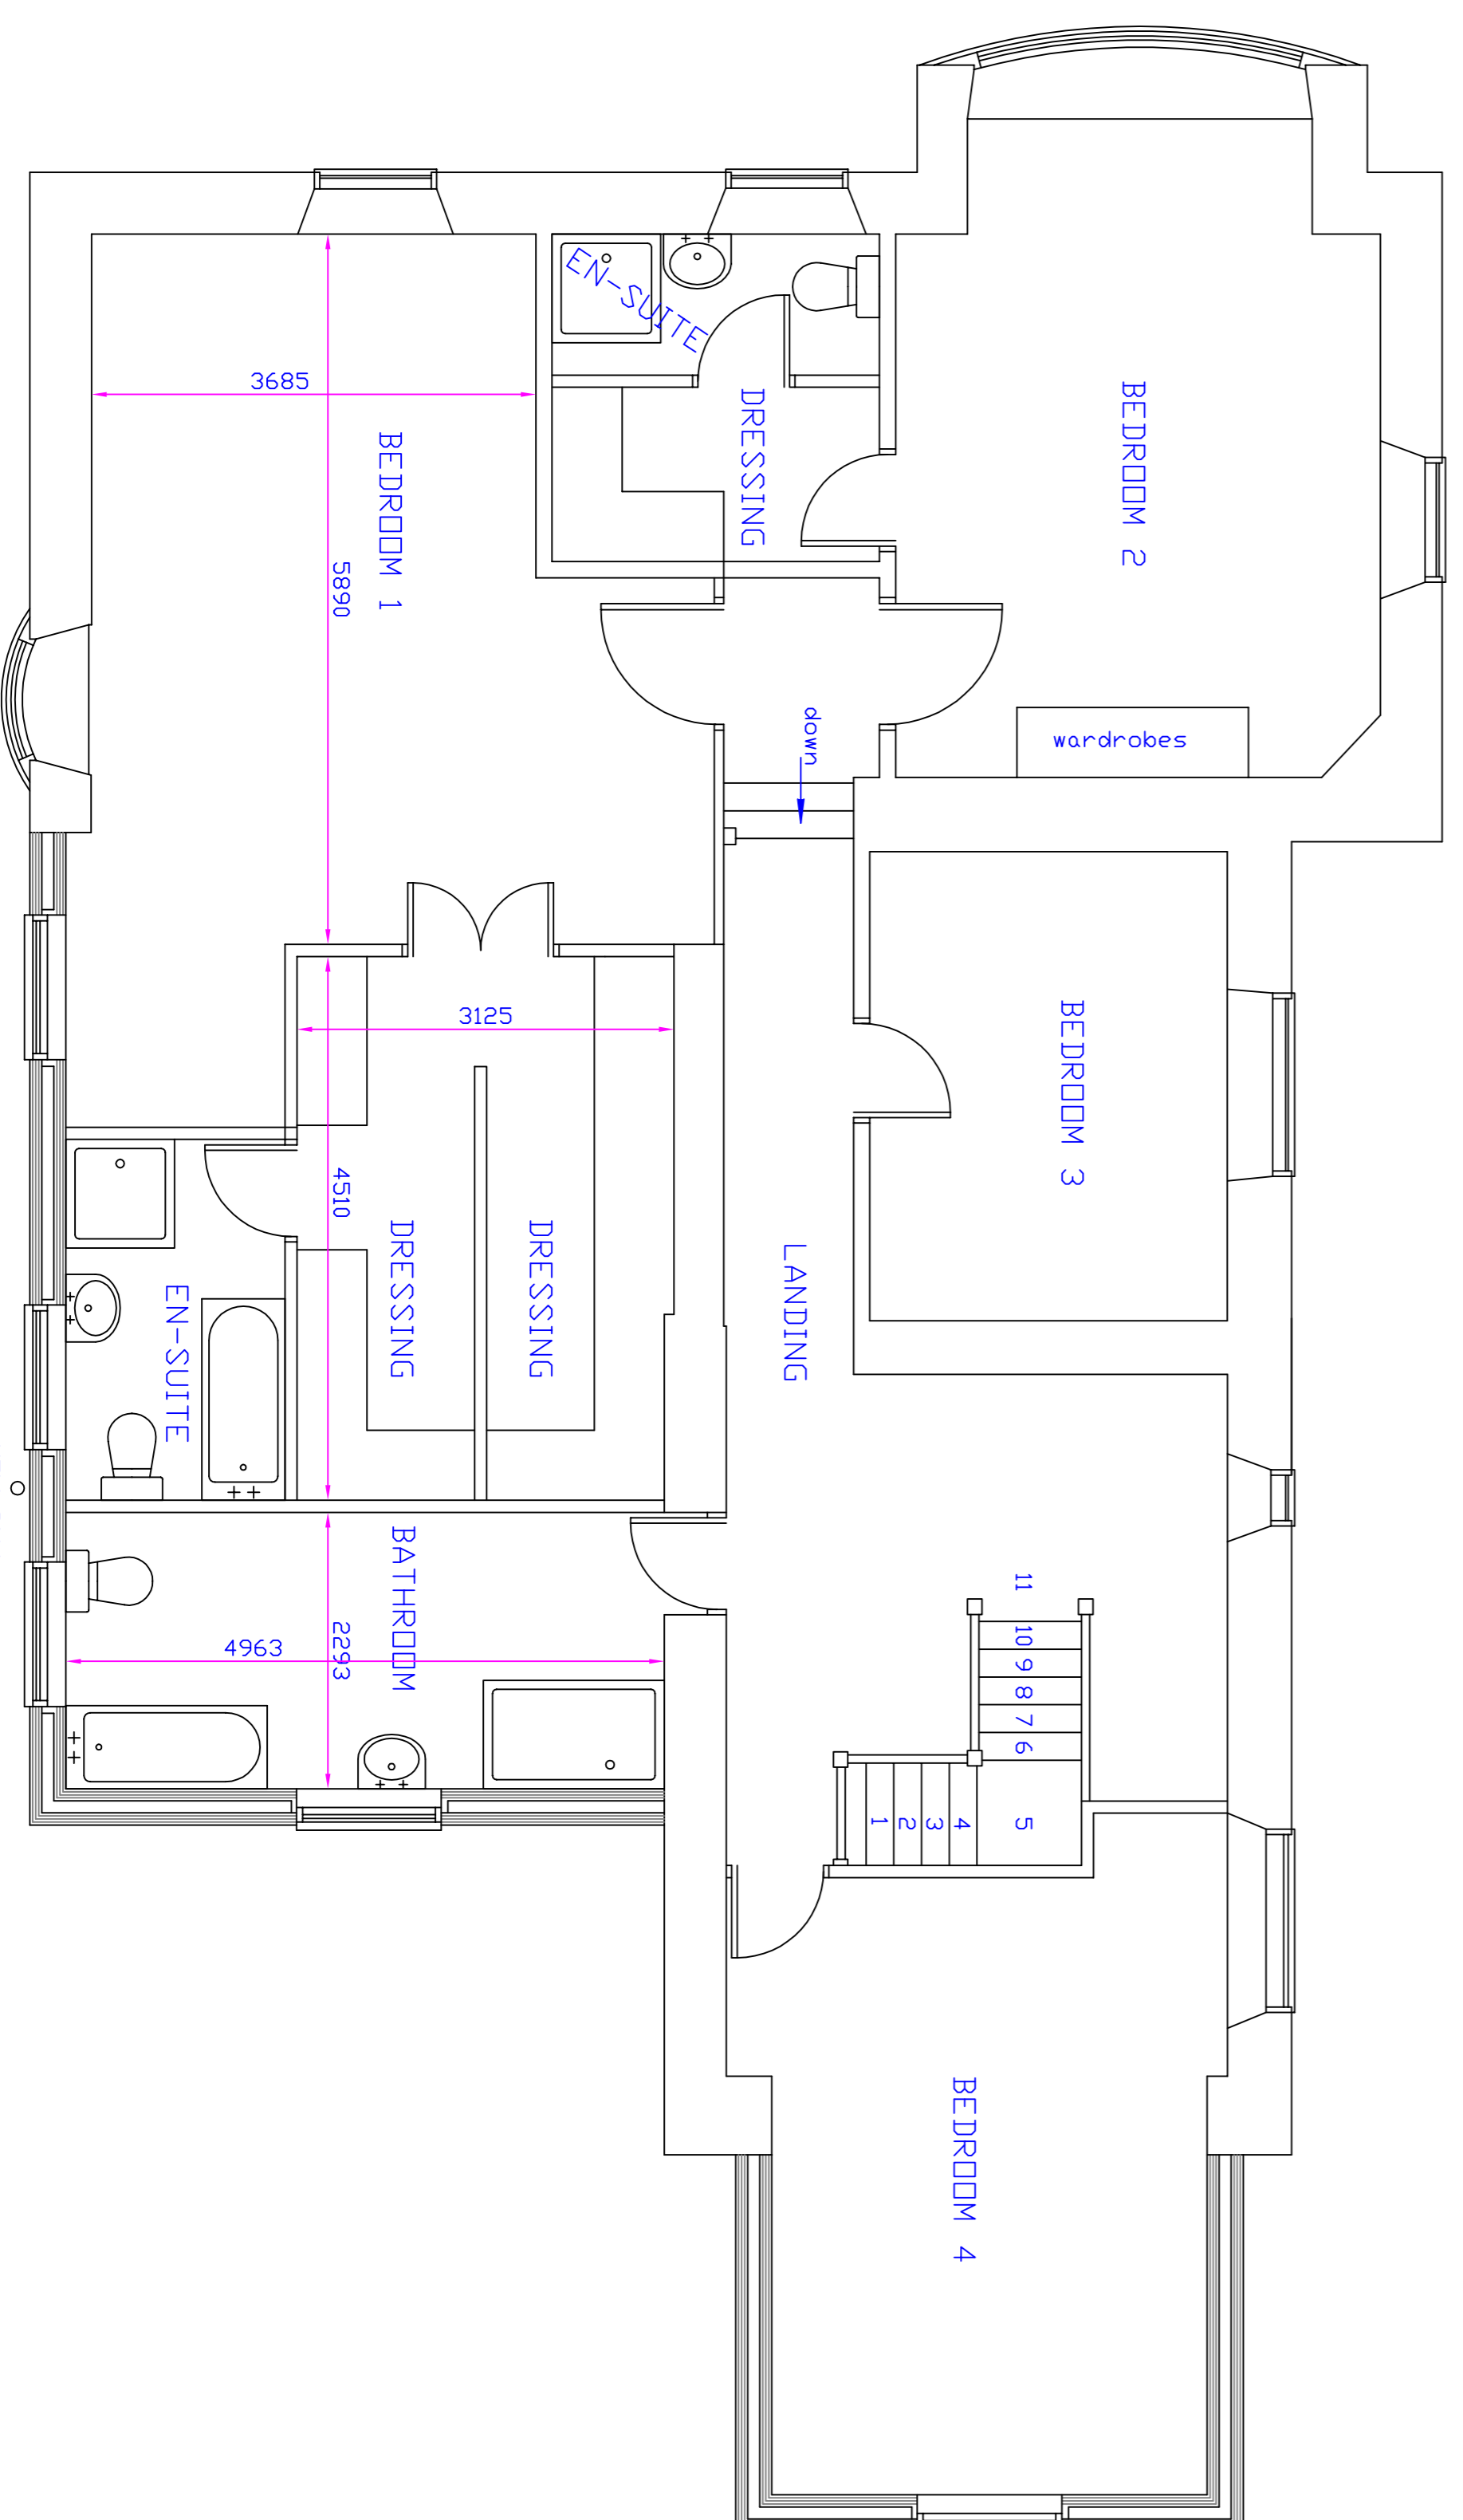 BEDROOM 2
wardrobes
EN-SUITE
DRESSING
down
3685
BEDROOM 1
5890
BEDROOM 3
3125
4510
LANDING
DRESSING
DRESSING
EN-SUITE
BATHROOM
4963
2293
11
10
9
8
7
6
5
4
3
2
1
BEDROOM 4